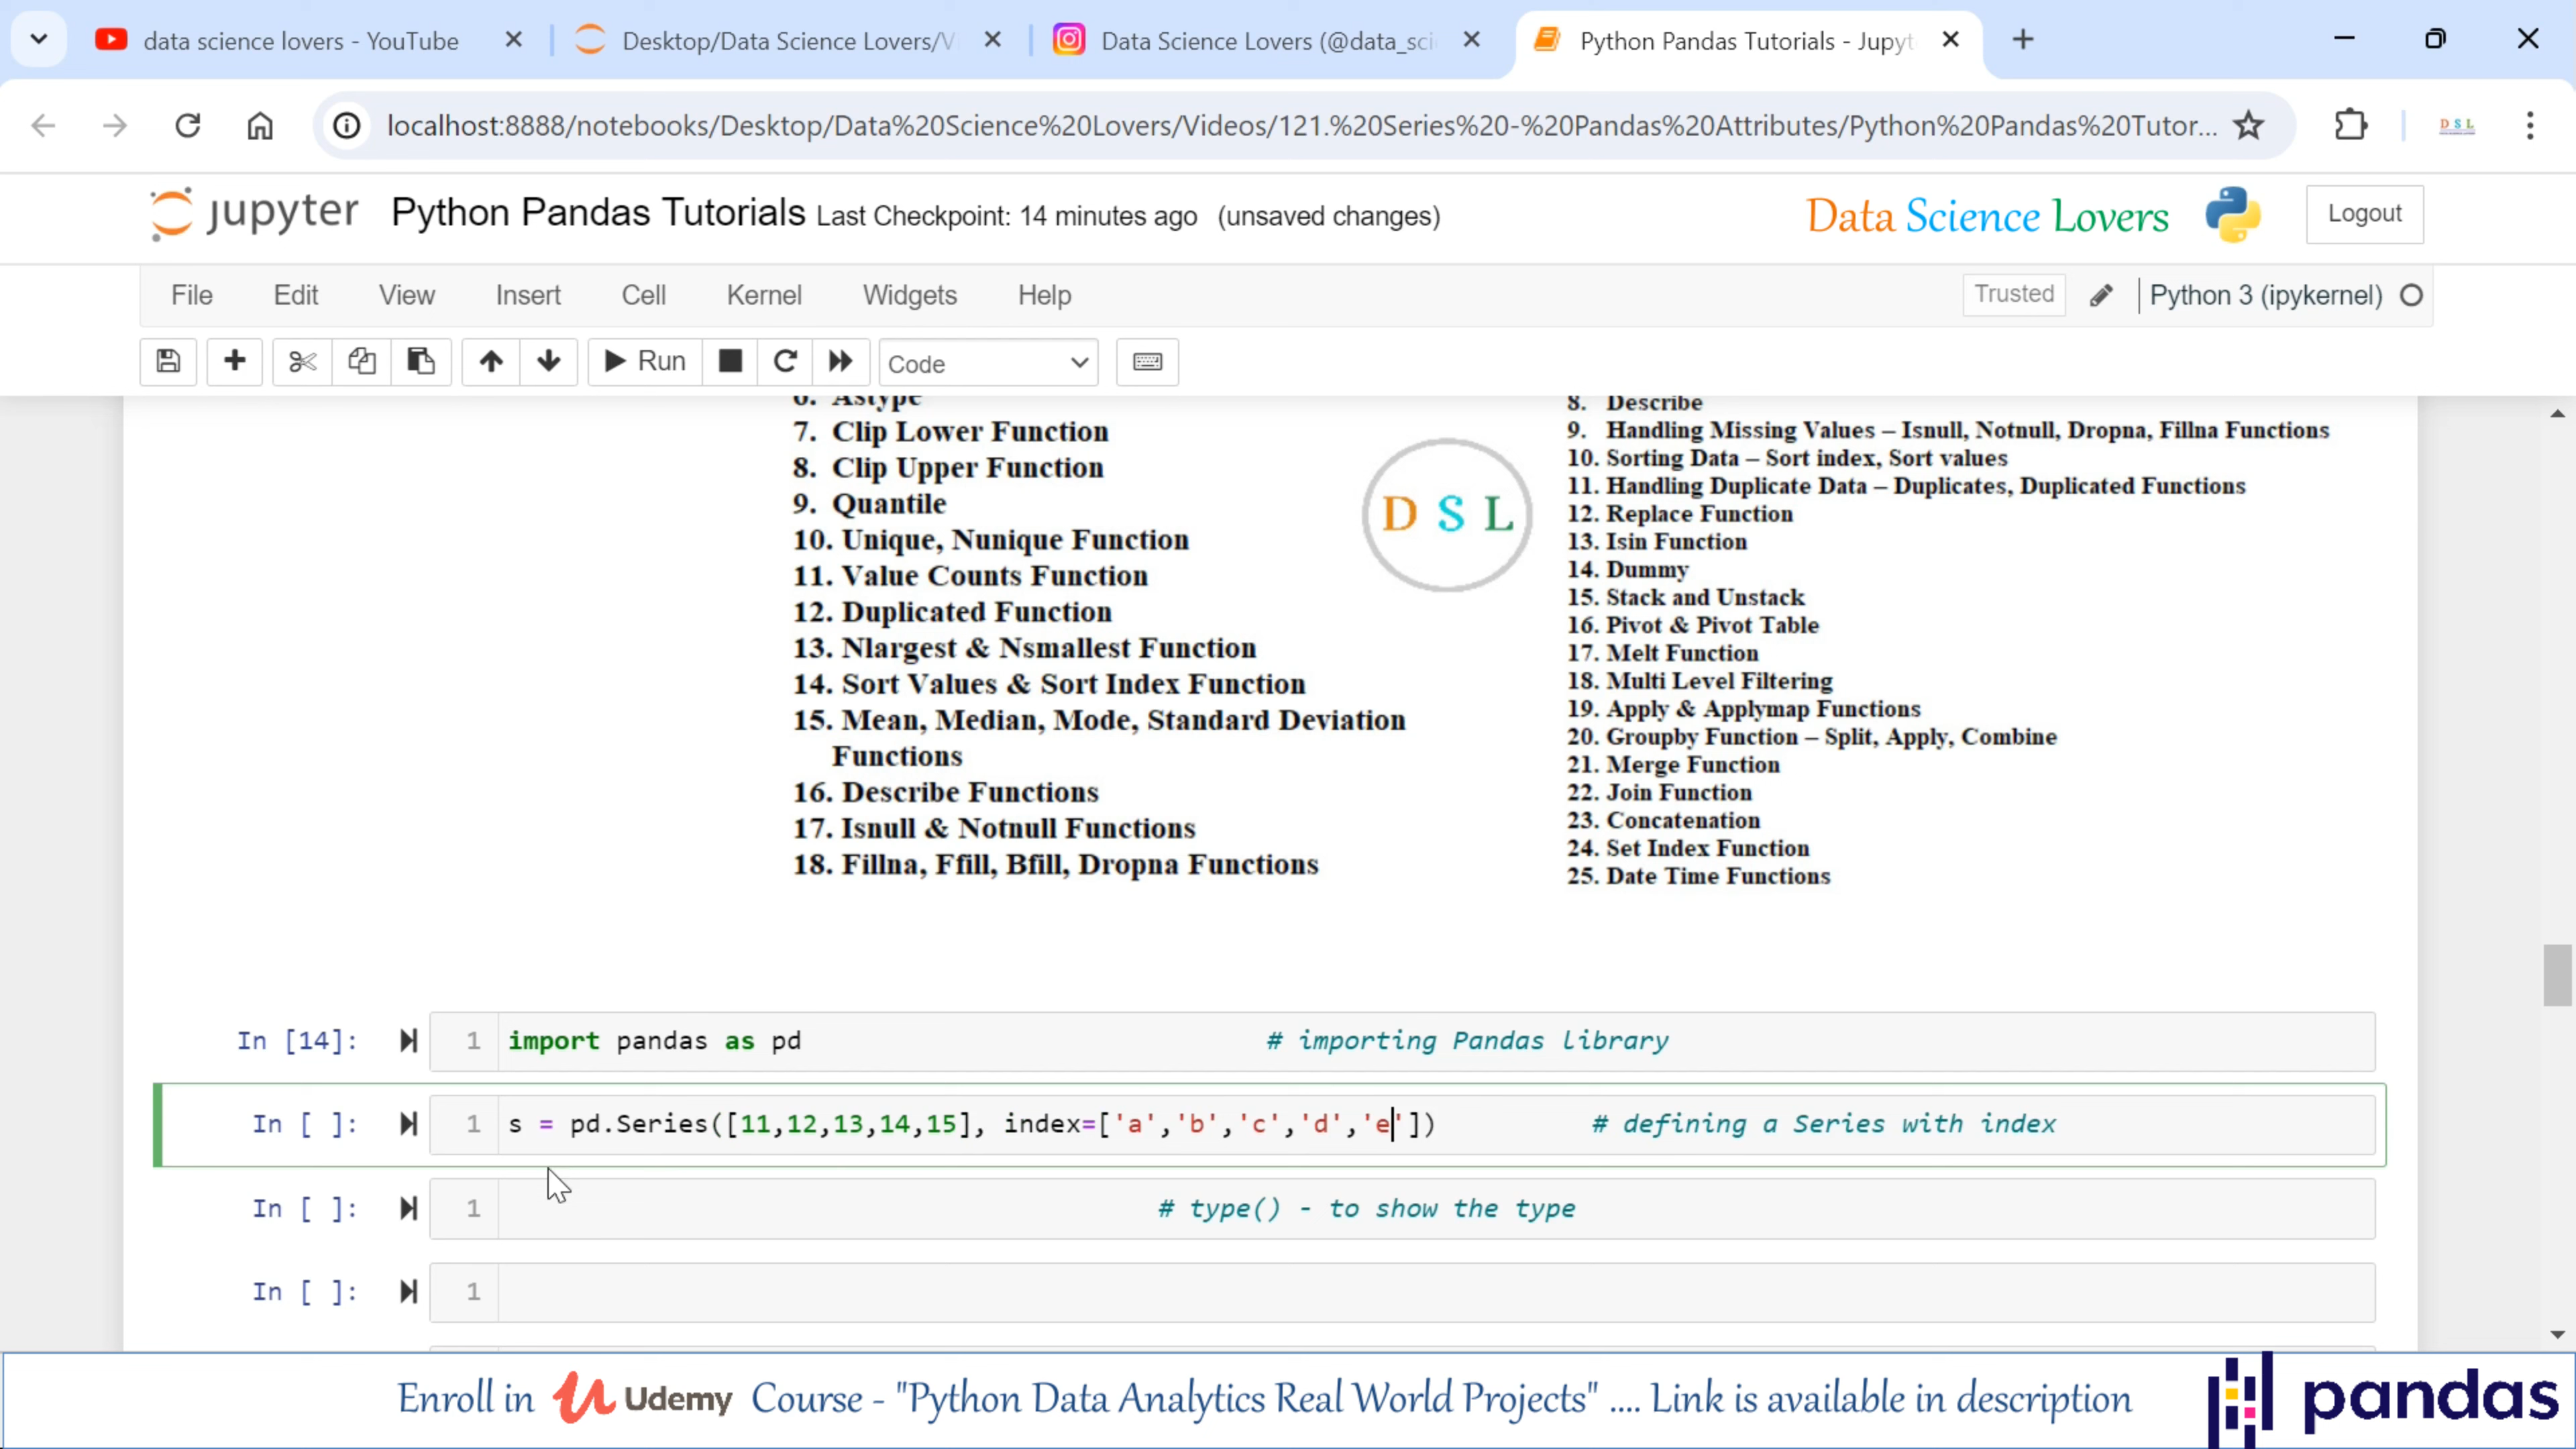 data science lovers - YouTube
Desktop/Data Science Lovers/Vi
Data Science Lovers (@data_sci
Python Pandas Tutorials - Jupyt
localhost:8888/notebooks/Desktop/Data%20Science%20Lovers/Videos/121.%20Series%20-%20Pandas%20Attributes/Python%20Pandas%20Tutor...
D S L
jupyter Python Pandas Tutorials Last Checkpoint: 14 minutes ago (unsaved changes)
Data Science Lovers
Logout
File Edit View Insert Cell Kernel Widgets Help
Trusted
Python 3 (ipykernel)
Run
Code
6. Astype
7. Clip Lower Function
8. Clip Upper Function
9. Quantile
10. Unique, Nunique Function
11. Value Counts Function
12. Duplicated Function
13. Nlargest & Nsmallest Function
14. Sort Values & Sort Index Function
15. Mean, Median, Mode, Standard Deviation
Functions
16. Describe Functions
17. Isnull & Notnull Functions
18. Fillna, Ffill, Bfill, Dropna Functions
D S L
8. Describe
9. Handling Missing Values – Isnull, Notnull, Dropna, Fillna Functions
10. Sorting Data – Sort index, Sort values
11. Handling Duplicate Data – Duplicates, Duplicated Functions
12. Replace Function
13. Isin Function
14. Dummy
15. Stack and Unstack
16. Pivot & Pivot Table
17. Melt Function
18. Multi Level Filtering
19. Apply & Applymap Functions
20. Groupby Function – Split, Apply, Combine
21. Merge Function
22. Join Function
23. Concatenation
24. Set Index Function
25. Date Time Functions
In [14]: 1 import pandas as pd # importing Pandas library
In [ ]: 1 s = pd.Series([11,12,13,14,15], index=['a','b','c','d','e']) # defining a Series with index
In [ ]: 1 # type() - to show the type
In [ ]: 1
Enroll in Udemy Course - "Python Data Analytics Real World Projects" .... Link is available in description
pandas